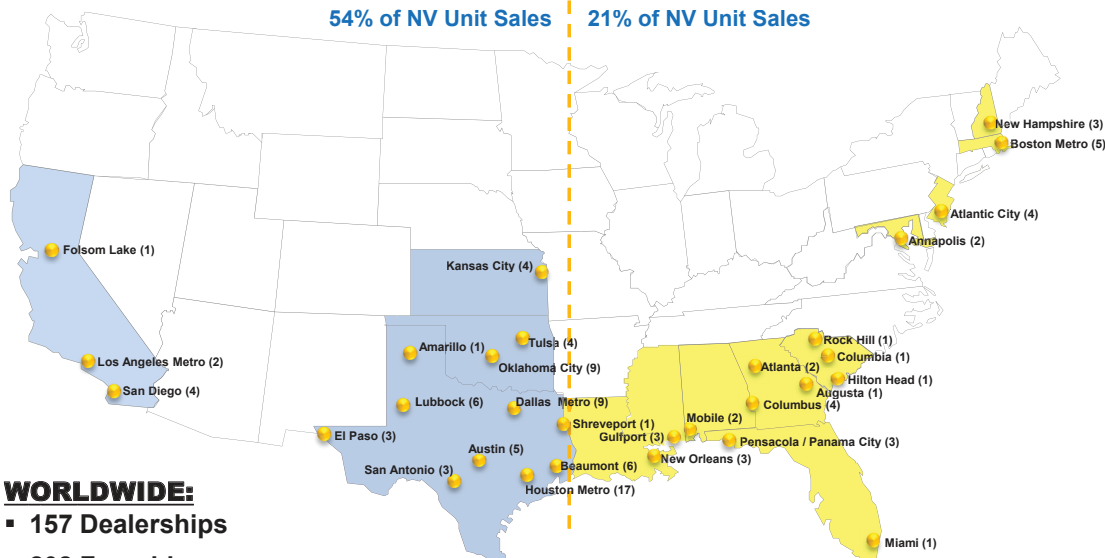 54% of NV Unit Sales
21% of NV Unit Sales
New Hampshire (3)
Boston Metro (5)
Atlantic City (4)
Annapolis (2)
Folsom Lake (1)
Kansas City (4)
Los Angeles Metro (2)
San Diego (4)
Amarillo (1)
Tulsa (4)
Oklahoma City (9)
Rock Hill (1)
Columbia (1)
Atlanta (2)
Hilton Head (1)
Augusta (1)
Lubbock (6)
Dallas Metro (9)
Columbus (4)
Mobile (2)
Shreveport (1)
Gulfport (3)
El Paso (3)
Pensacola / Panama City (3)
Austin (5)
New Orleans (3)
San Antonio (3)
Beaumont (6)
Houston Metro (17)
WORLDWIDE:
▪ 157 Dealerships
Miami (1)